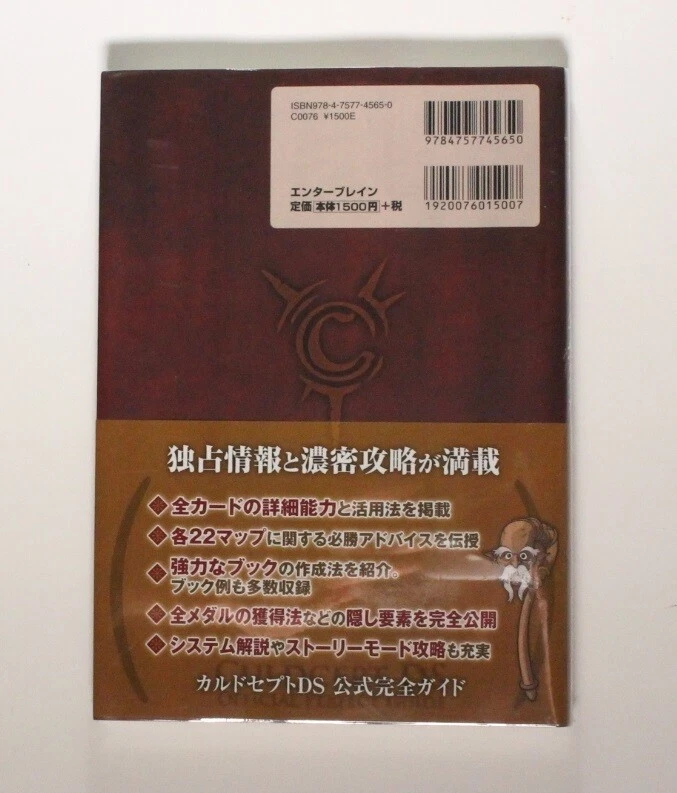 ISBN978-4-7577-4565-0
C0076 ¥1500E
9784757745650
エンターブレイン
定価 本体1500円 +税
1920076015007
C
独占情報と濃密攻略が満載
全カードの詳細能力と活用法を掲載
各22マップに関する必勝アドバイスを伝授
強力なブックの作成法を紹介。
ブック例も多数収録
全メダルの獲得法などの隠し要素を完全公開
システム解説やストーリーモード攻略も充実
CULDCEPT DS
カルドセプトDS 公式完全ガイド